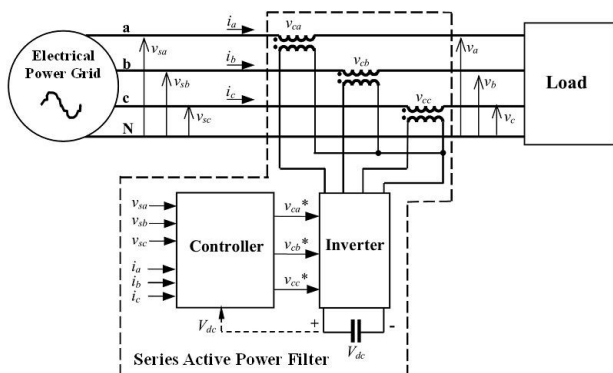 a
i_a
v_ca
Electrical
Power Grid
v_sa
b
i_b
v_cb
v_a
Load
v_sb
v_b
c
i_c
v_cc
v_sc
v_c
N
v_sa
v_sb
v_sc
i_a
i_b
i_c
Controller
v_ca*
v_cb*
v_cc*
Inverter
V_dc
+
-
V_dc
Series Active Power Filter